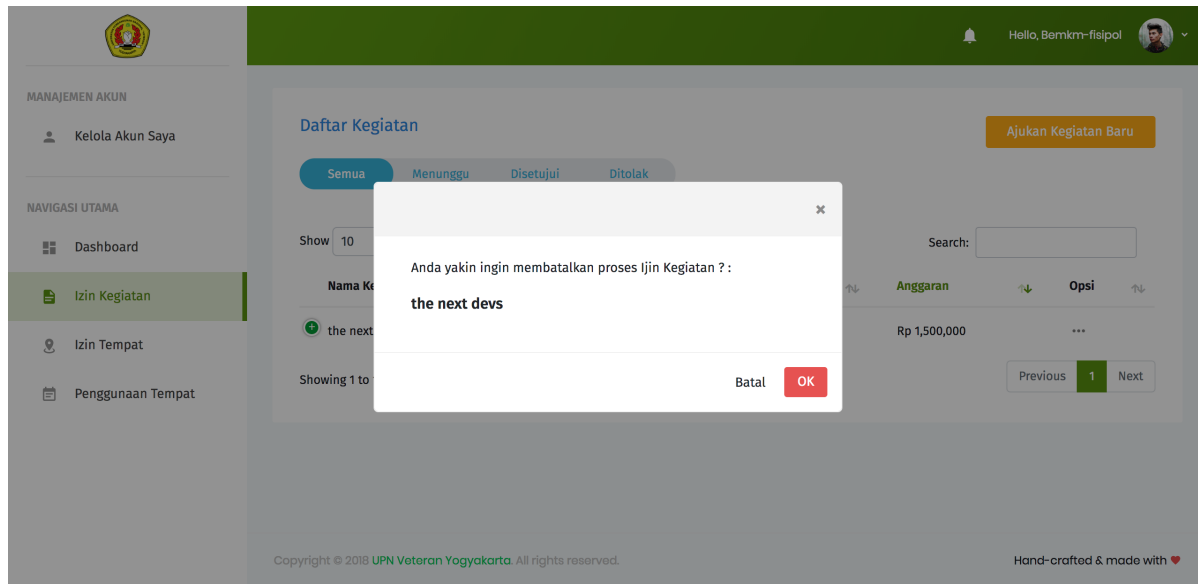 Hello, Bemkm-fisipol
MANAJEMEN AKUN
Kelola Akun Saya
NAVIGASI UTAMA
Dashboard
Izin Kegiatan
Izin Tempat
Penggunaan Tempat
Daftar Kegiatan
Ajukan Kegiatan Baru
Semua Menunggu Disetujui Ditolak
Show 10
Search:
Nama Ke
Anggaran Opsi
the next
Rp 1,500,000
Showing 1 to
Previous 1 Next
Anda yakin ingin membatalkan proses Ijin Kegiatan ? :
the next devs
Batal OK
Copyright © 2018 UPN Veteran Yogyakarta. All rights reserved.
Hand-crafted & made with